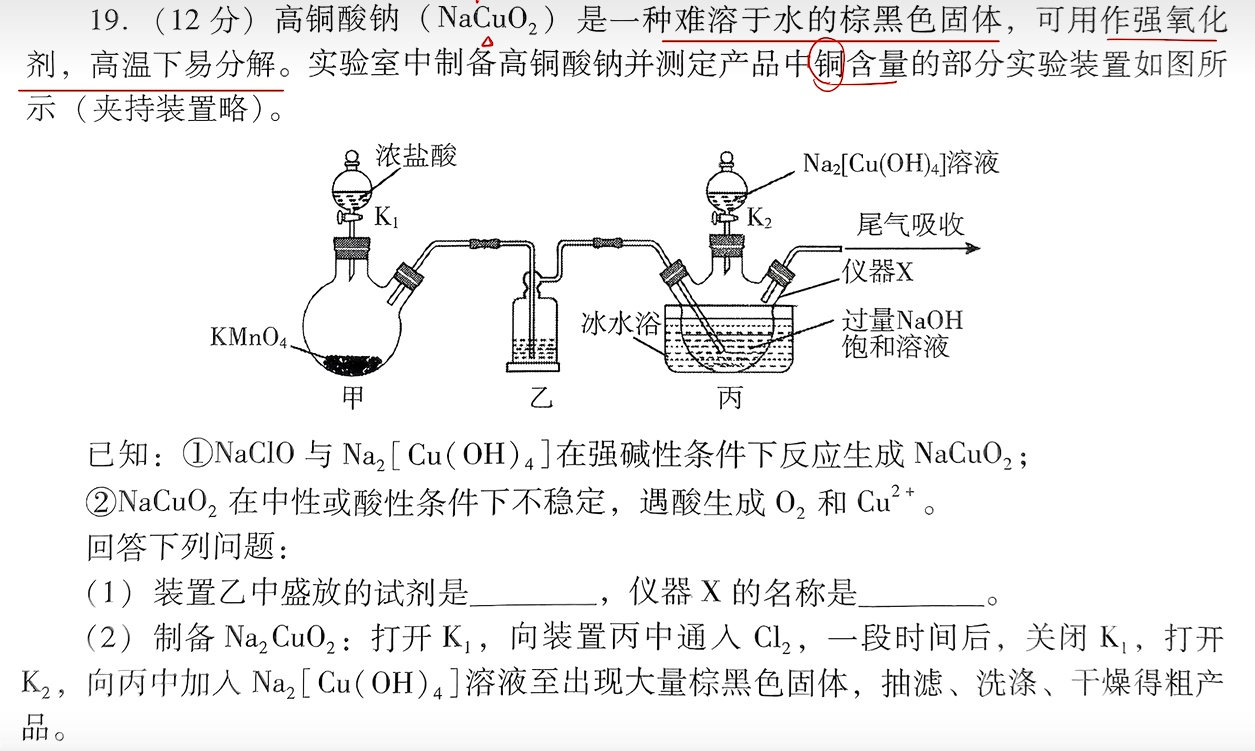 19. (12 分) 高铜酸钠 (NaCuO₂) 是一种难溶于水的棕黑色固体，可用作强氧化
剂，高温下易分解。实验室中制备高铜酸钠并测定产品中铜含量的部分实验装置如图所
示（夹持装置略）。
浓盐酸
K₁
KMnO₄
甲
乙
Na₂[Cu(OH)₄]溶液
K₂
尾气吸收
仪器X
冰水浴
过量NaOH
饱和溶液
丙
已知：①NaClO 与 Na₂[Cu(OH)₄]在强碱性条件下反应生成 NaCuO₂；
②NaCuO₂ 在中性或酸性条件下不稳定，遇酸生成 O₂ 和 Cu²⁺。
回答下列问题：
(1) 装置乙中盛放的试剂是________，仪器 X 的名称是________。
(2) 制备 Na₂CuO₂：打开 K₁，向装置丙中通入 Cl₂，一段时间后，关闭 K₁，打开
K₂，向丙中加入 Na₂[Cu(OH)₄]溶液至出现大量棕黑色固体，抽滤、洗涤、干燥得粗产
品。